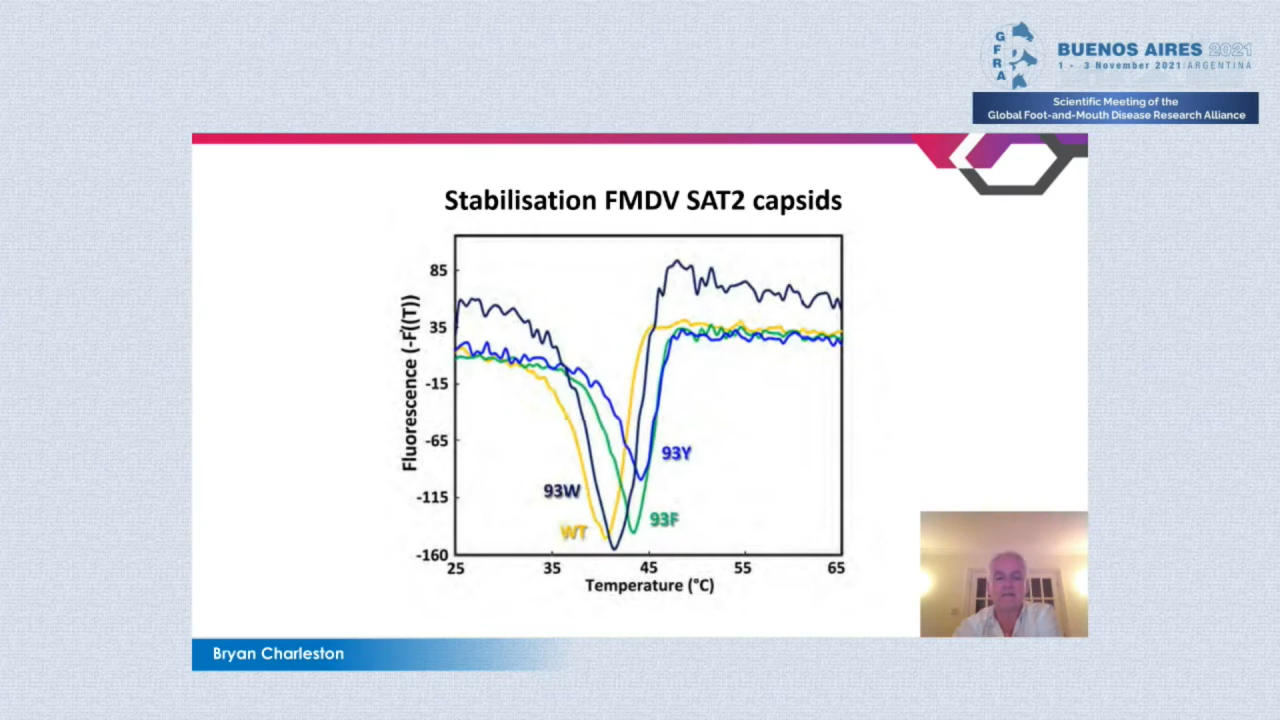 G
F
R
A
BUENOS AIRES 2021
1 - 3 November 2021 ARGENTINA
Scientific Meeting of the
Global Foot-and-Mouth Disease Research Alliance
Stabilisation FMDV SAT2 capsids
Fluorescence (-F'((T))
85
35
-15
-65
-115
-160
93Y
93W
93F
WT
25 35 45 55 65
Temperature (°C)
Bryan Charleston